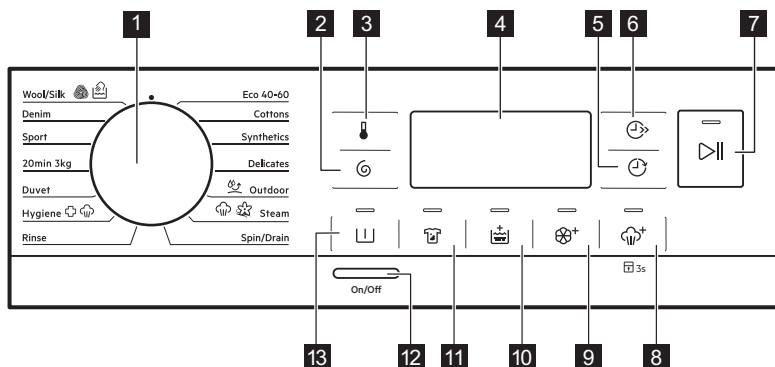 1
2
3
4
5
6
7
Wool/Silk
Denim
Sport
20min 3kg
Duvet
Hygiene
Rinse
Eco 40-60
Cottons
Synthetics
Delicates
Outdoor
Steam
Spin/Drain
3s
On/Off
13
12
11
10
9
8